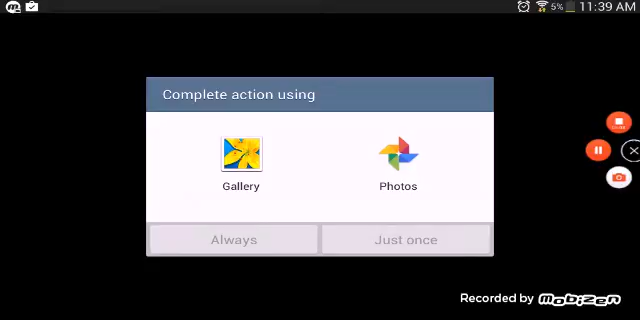 5% 11:39 AM
Complete action using
Gallery Photos
Always Just once
Recorded by Mobizen